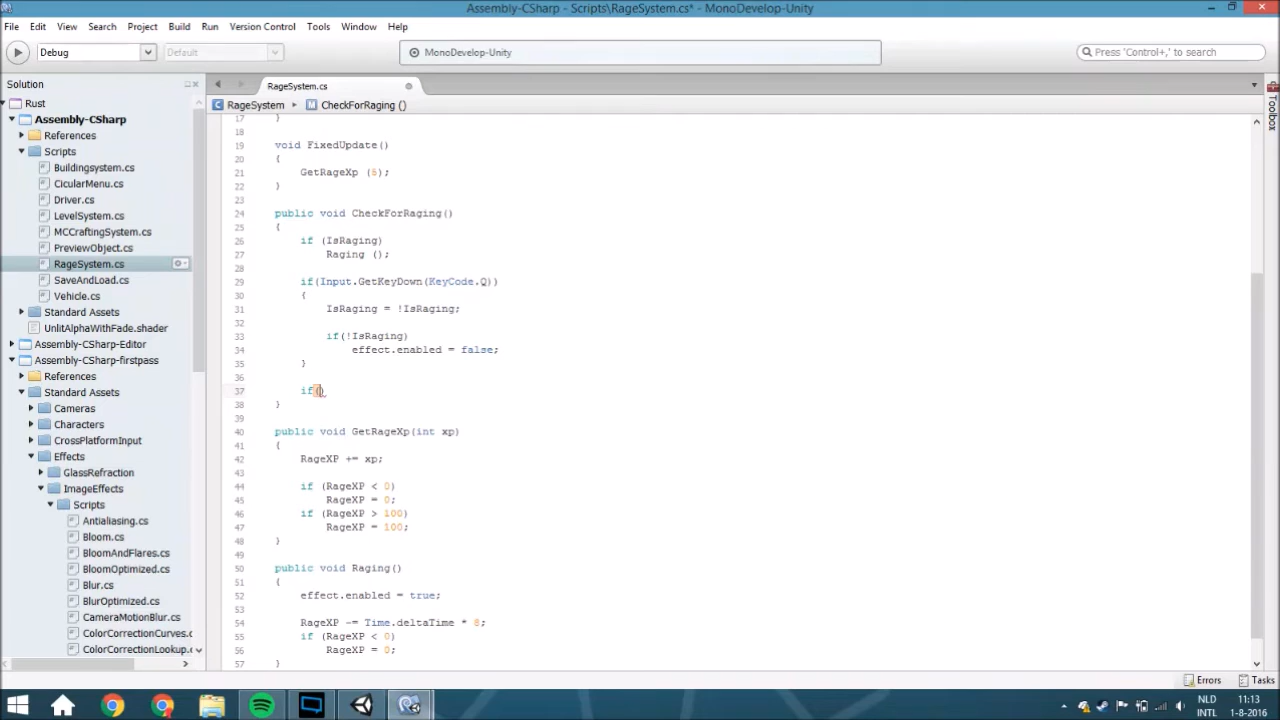 Assembly-CSharp - Scripts\RageSystem.cs* - MonoDevelop-Unity
File Edit View Search Project Build Run Version Control Tools Window Help
Debug Default MonoDevelop-Unity Press 'Control+,' to search
Solution
Rust
Assembly-CSharp
References
Scripts
Buildingsystem.cs
CicularMenu.cs
Driver.cs
LevelSystem.cs
MCCraftingSystem.cs
PreviewObject.cs
RageSystem.cs
SaveAndLoad.cs
Vehicle.cs
Standard Assets
UnlitAlphaWithFade.shader
Assembly-CSharp-Editor
Assembly-CSharp-firstpass
References
Standard Assets
Cameras
Characters
CrossPlatformInput
Effects
GlassRefraction
ImageEffects
Scripts
Antialiasing.cs
Bloom.cs
BloomAndFlares.cs
BloomOptimized.cs
Blur.cs
BlurOptimized.cs
CameraMotionBlur.cs
ColorCorrectionCurves.c
ColorCorrectionLookup.c
RageSystem.cs
RageSystem CheckForRaging ()
17 }
18
19 void FixedUpdate()
20 {
21 GetRageXp (5);
22 }
23
24 public void CheckForRaging()
25 {
26 if (IsRaging)
27 Raging ();
28
29 if(Input.GetKeyDown(KeyCode.Q))
30 {
31 IsRaging = !IsRaging;
32
33 if(!IsRaging)
34 effect.enabled = false;
35 }
36
37 if()
38 }
39
40 public void GetRageXp(int xp)
41 {
42 RageXP += xp;
43
44 if (RageXP < 0)
45 RageXP = 0;
46 if (RageXP > 100)
47 RageXP = 100;
48 }
49
50 public void Raging()
51 {
52 effect.enabled = true;
53
54 RageXP -= Time.deltaTime * 8;
55 if (RageXP < 0)
56 RageXP = 0;
57 }
Toolbox
Errors Tasks
NLD 11:13
INTL 1-8-2016